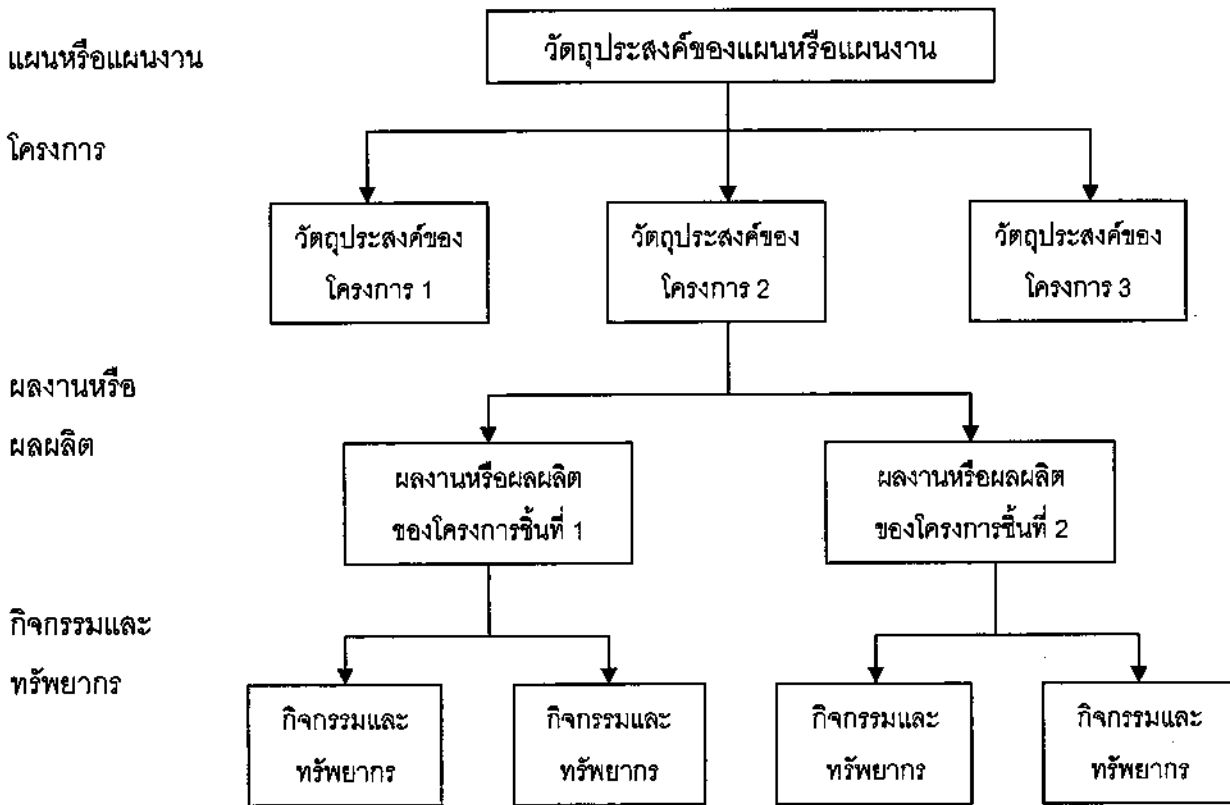 แผนหรือแผนงาน
วัตถุประสงค์ของแผนหรือแผนงาน
โครงการ
วัตถุประสงค์ของ
โครงการ 1
วัตถุประสงค์ของ
โครงการ 2
วัตถุประสงค์ของ
โครงการ 3
ผลงานหรือ
ผลผลิต
ผลงานหรือผลผลิต
ของโครงการชิ้นที่ 1
ผลงานหรือผลผลิต
ของโครงการชิ้นที่ 2
กิจกรรมและ
ทรัพยากร
กิจกรรมและ
ทรัพยากร
กิจกรรมและ
ทรัพยากร
กิจกรรมและ
ทรัพยากร
กิจกรรมและ
ทรัพยากร